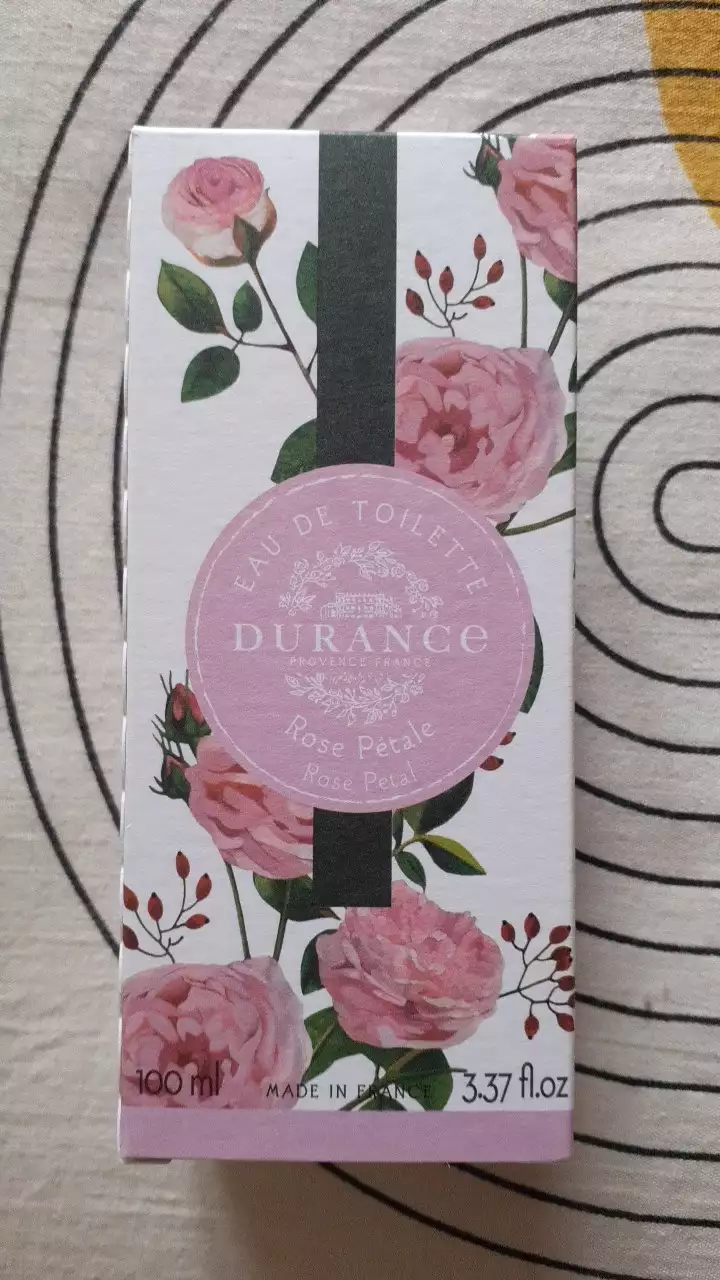 EAU DE TOILETTE
DURANCE
PROVENCE FRANCE
Rose Pétale
Rose Petal
100 ml MADE IN FRANCE 3.37 fl.oz